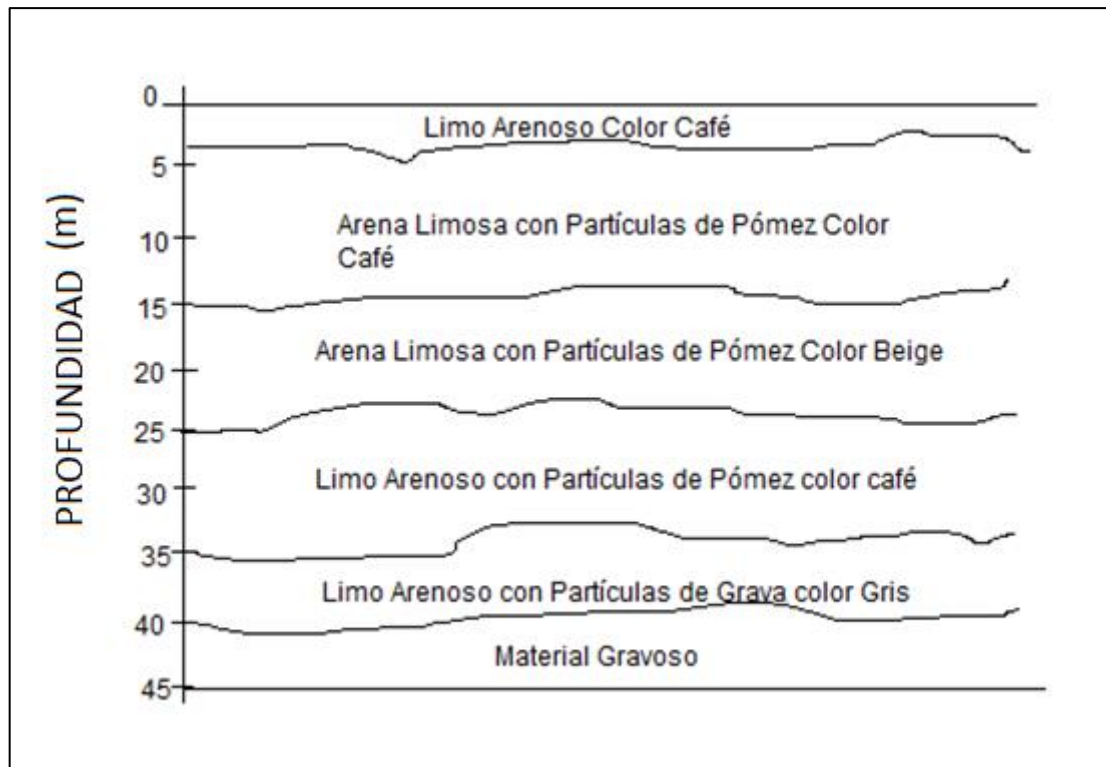 0
Limo Arenoso Color Café
5
Arena Limosa con Partículas de Pómez Color
Café
10
15
Arena Limosa con Partículas de Pómez Color Beige
20
25
Limo Arenoso con Partículas de Pómez color café
30
35
Limo Arenoso con Partículas de Grava color Gris
40
Material Gravoso
45
PROFUNDIDAD (m)